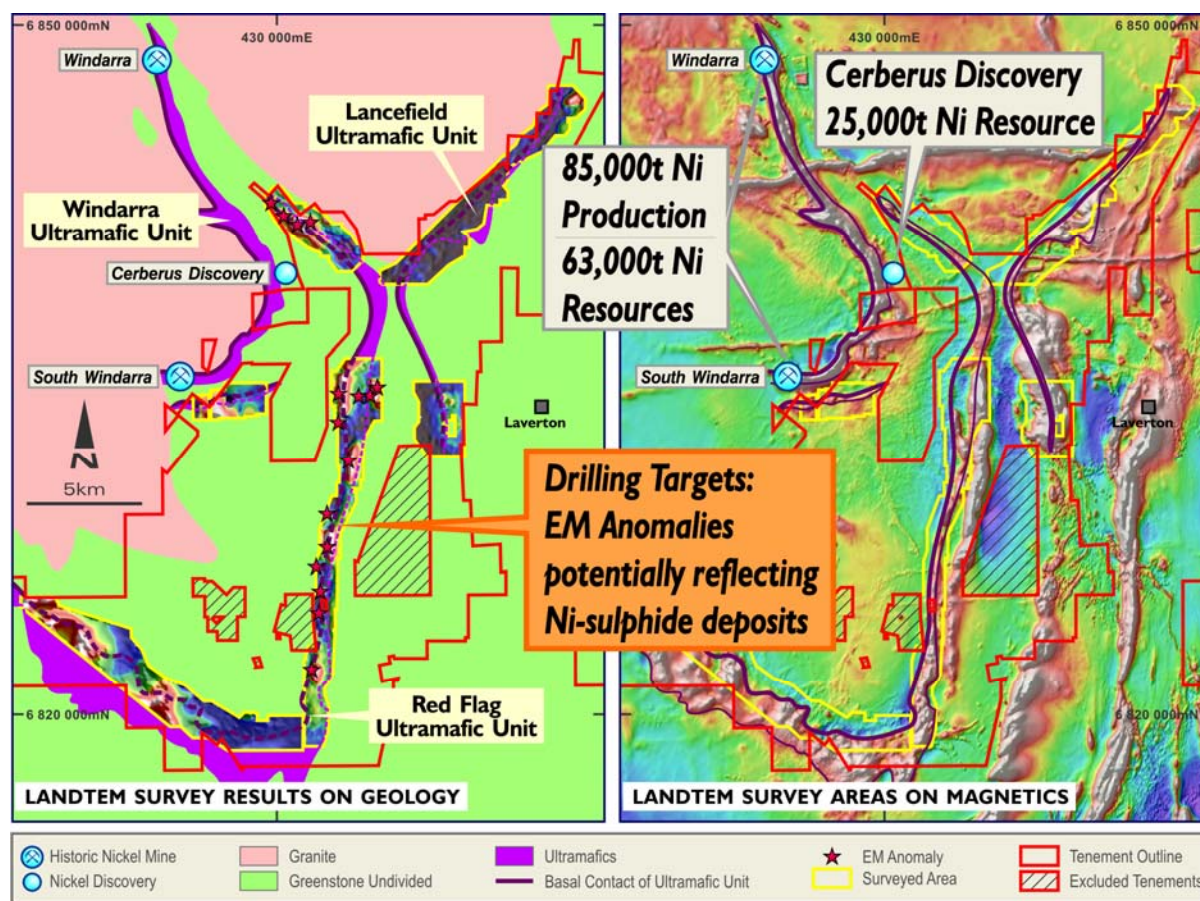 6 850 000mN
430 000mE
Windarra
Lancefield
Ultramafic Unit
Windarra
Ultramafic Unit
Cerberus Discovery
South Windarra
N
5km
Laverton
Drilling Targets:
EM Anomalies
potentially reflecting
Ni-sulphide deposits
Red Flag
Ultramafic Unit
6 820 000mN
LANDTEM SURVEY RESULTS ON GEOLOGY
6 850 000mN
430 000mE
Windarra
Cerberus Discovery
25,000t Ni Resource
85,000t Ni
Production
63,000t Ni
Resources
South Windarra
Laverton
6 820 000mN
LANDTEM SURVEY AREAS ON MAGNETICS
Historic Nickel Mine
Nickel Discovery
Granite
Greenstone Undivided
Ultramafics
Basal Contact of Ultramafic Unit
EM Anomaly
Surveyed Area
Tenement Outline
Excluded Tenements